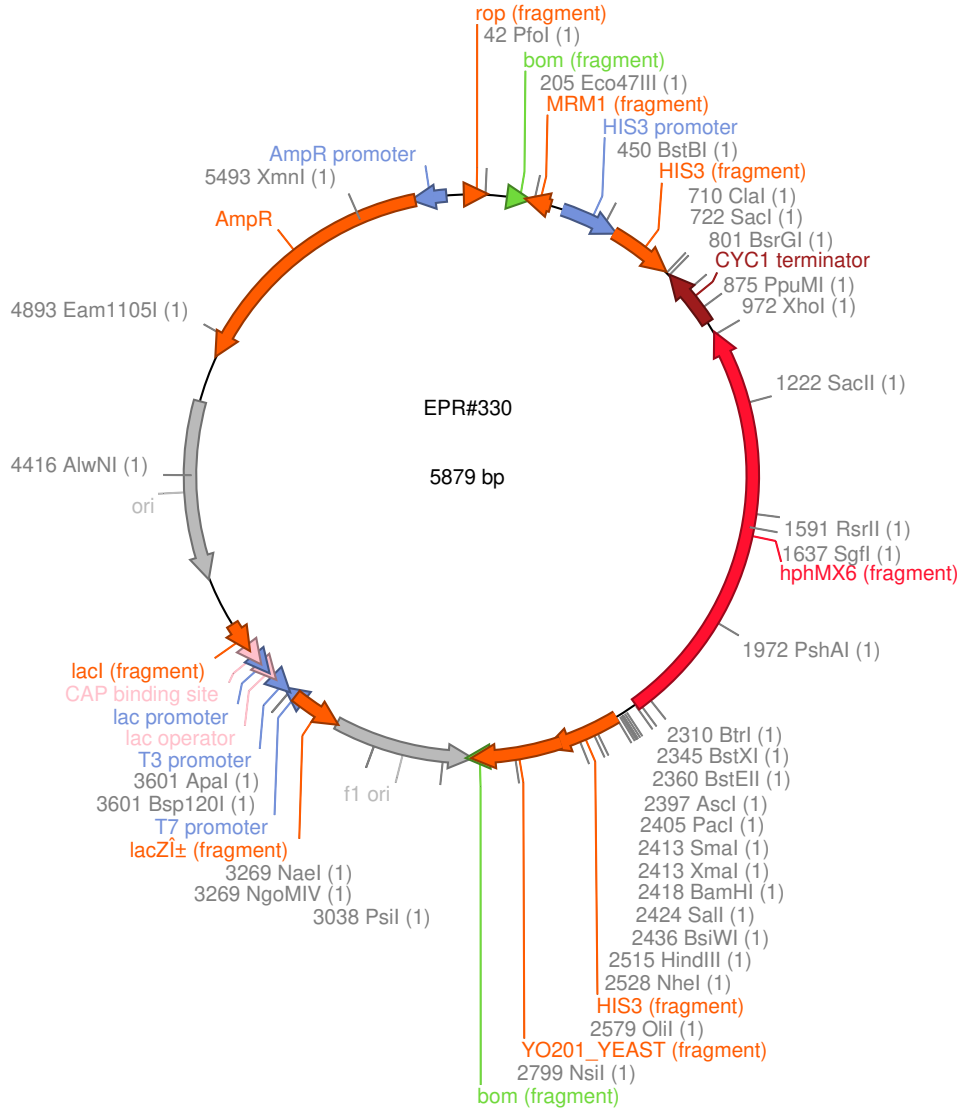 rop (fragment)
42 PfoI (1)
bom (fragment)
205 Eco47III (1)
MRM1 (fragment)
HIS3 promoter
450 BstBI (1)
HIS3 (fragment)
710 ClaI (1)
722 SacI (1)
801 BsrGI (1)
CYC1 terminator
875 PpuMI (1)
972 XhoI (1)
1222 SacII (1)
1591 RsrII (1)
1637 SgfI (1)
hphMX6 (fragment)
1972 PshAI (1)
2310 BtrI (1)
2345 BstXI (1)
2360 BstEII (1)
2397 AscI (1)
2405 PacI (1)
2413 SmaI (1)
2413 XmaI (1)
2418 BamHI (1)
2424 SalI (1)
2436 BsiWI (1)
2515 HindIII (1)
2528 NheI (1)
HIS3 (fragment)
2579 OliI (1)
YO201_YEAST (fragment)
2799 NsiI (1)
bom (fragment)
3038 PsiI (1)
3269 NgoMIV (1)
3269 NaeI (1)
f1 ori
lacZÎ± (fragment)
T7 promoter
3601 Bsp120I (1)
3601 ApaI (1)
T3 promoter
lac operator
lac promoter
CAP binding site
lacI (fragment)
ori
4416 AlwNI (1)
4893 Eam1105I (1)
AmpR
5493 XmnI (1)
AmpR promoter
EPR#330
5879 bp